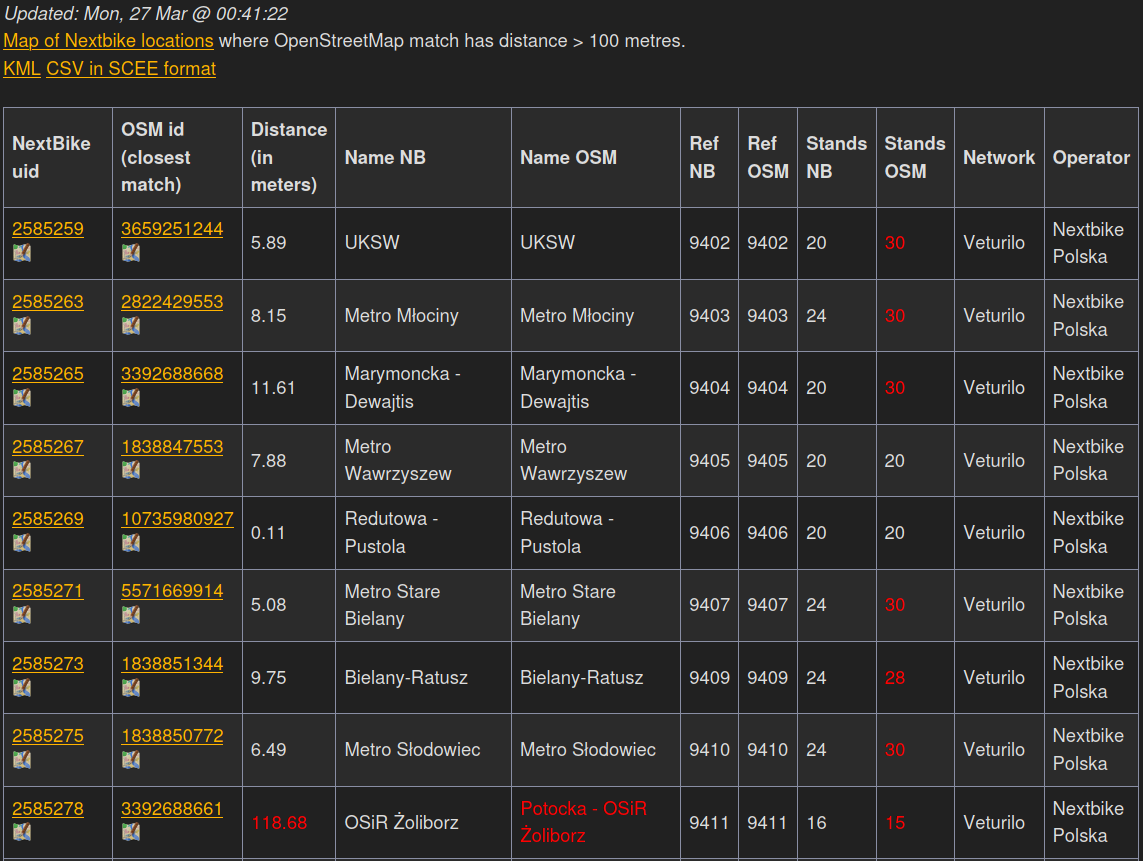 Updated: Mon, 27 Mar @ 00:41:22
Map of Nextbike locations where OpenStreetMap match has distance > 100 metres.
KML CSV in SCEE format
NextBike uid OSM id (closest match) Distance (in meters) Name NB Name OSM Ref NB Ref OSM Stands NB Stands OSM Network Operator
2585259 3659251244 5.89 UKSW UKSW 9402 9402 20 30 Veturilo Nextbike Polska
2585263 2822429553 8.15 Metro Młociny Metro Młociny 9403 9403 24 30 Veturilo Nextbike Polska
2585265 3392688668 11.61 Marymoncka - Dewajtis Marymoncka - Dewajtis 9404 9404 20 30 Veturilo Nextbike Polska
2585267 1838847553 7.88 Metro Wawrzyszew Metro Wawrzyszew 9405 9405 20 20 Veturilo Nextbike Polska
2585269 10735980927 0.11 Redutowa - Pustola Redutowa - Pustola 9406 9406 20 20 Veturilo Nextbike Polska
2585271 5571669914 5.08 Metro Stare Bielany Metro Stare Bielany 9407 9407 24 30 Veturilo Nextbike Polska
2585273 1838851344 9.75 Bielany-Ratusz Bielany-Ratusz 9409 9409 24 28 Veturilo Nextbike Polska
2585275 1838850772 6.49 Metro Słodowiec Metro Słodowiec 9410 9410 24 30 Veturilo Nextbike Polska
2585278 3392688661 118.68 OSiR Żoliborz Potocka - OSiR Żoliborz 9411 9411 16 15 Veturilo Nextbike Polska